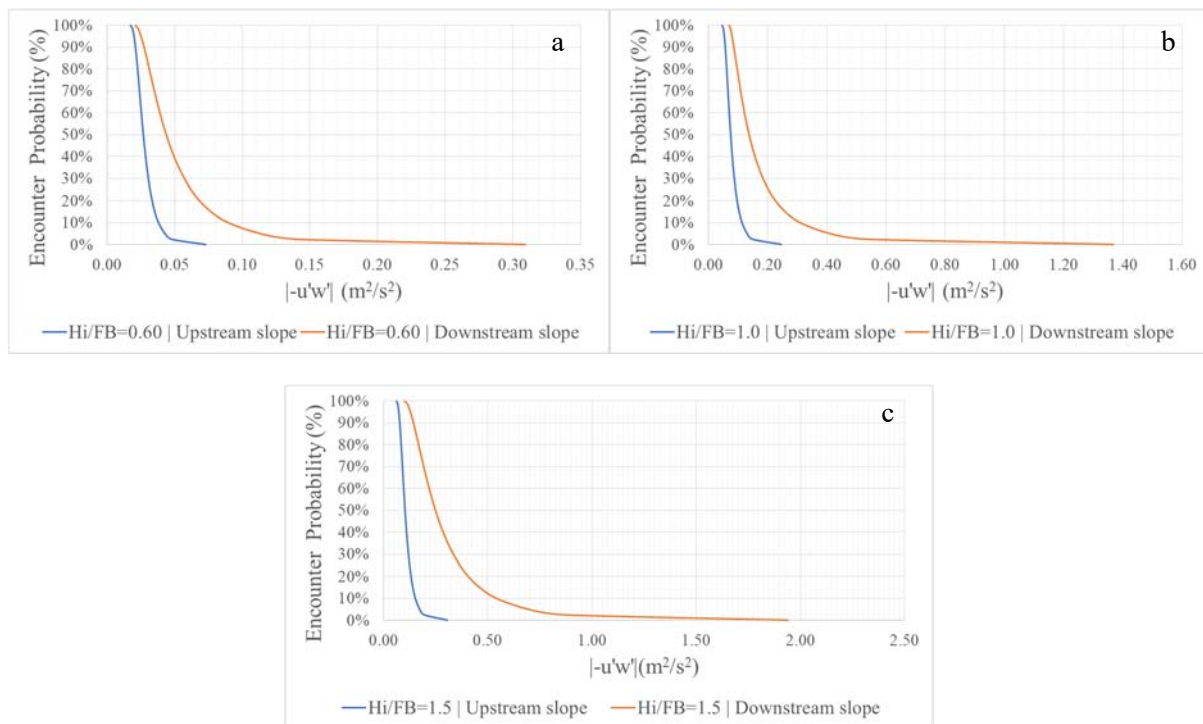 a
Encounter Probability (%)
100%
90%
80%
70%
60%
50%
40%
30%
20%
10%
0%
0.00 0.05 0.10 0.15 0.20 0.25 0.30 0.35
|-u'w'| (m²/s²)
Hi/FB=0.60 | Upstream slope Hi/FB=0.60 | Downstream slope
b
Encounter Probability (%)
100%
90%
80%
70%
60%
50%
40%
30%
20%
10%
0%
0.00 0.20 0.40 0.60 0.80 1.00 1.20 1.40 1.60
|-u'w'| (m²/s²)
Hi/FB=1.0 | Upstream slope Hi/FB=1.0 | Downstream slope
c
Encounter Probability (%)
100%
90%
80%
70%
60%
50%
40%
30%
20%
10%
0%
0.00 0.50 1.00 1.50 2.00 2.50
|-u'w'|(m²/s²)
Hi/FB=1.5 | Upstream slope Hi/FB=1.5 | Downstream slope